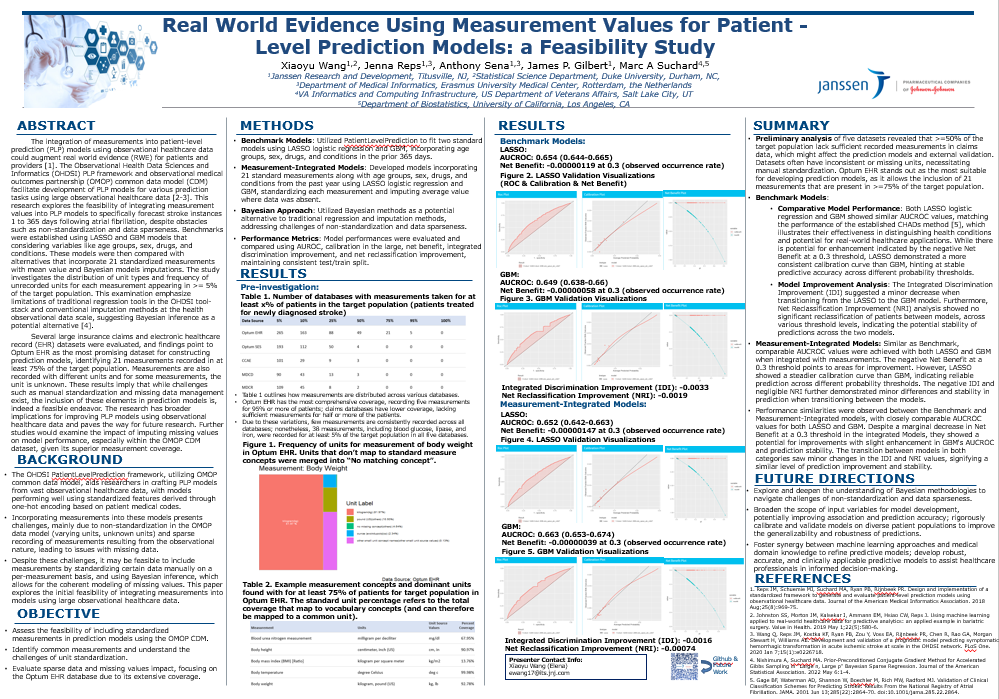 Real World Evidence Using Measurement Values for Patient -
Level Prediction Models: a Feasibility Study
Xiaoyu Wang1,2, Jenna Reps1,3, Anthony Sena1,3, James P. Gilbert1, Marc A Suchard4,5
1Janssen Research and Development, Titusville, NJ, 2Statistical Science Department, Duke University, Durham, NC,
3Department of Medical Informatics, Erasmus University Medical Center, Rotterdam, the Netherlands
4VA Informatics and Computing Infrastructure, US Department of Veterans Affairs, Salt Lake City, UT
5Department of Biostatistics, University of California, Los Angeles, CA
janssen
PHARMACEUTICAL COMPANIES
OF Johnson & Johnson
ABSTRACT
The integration of measurements into patient-level
prediction (PLP) models using observational healthcare data
could augment real world evidence (RWE) for patients and
providers [1]. The Observational Health Data Sciences and
Informatics (OHDSI) PLP framework and observational medical
outcomes partnership (OMOP) common data model (CDM)
facilitate development of PLP models for various prediction
tasks using large observational healthcare data [2-3]. This
research explores the feasibility of integrating measurement
values into PLP models to specifically forecast stroke instances
1 to 365 days following atrial fibrillation, despite obstacles
such as non-standardization and data sparseness. Benchmarks
were established using LASSO and GBM models that
considering variables like age groups, sex, drugs, and
conditions. These models were then compared with
alternatives that incorporate 21 standardized measurements
with mean value and Bayesian models imputations. The study
investigates the distribution of unit types and frequency of
unrecorded units for each measurement appearing in >= 5%
of the target population. This examination emphasize
limitations of traditional regression tools in the OHDSI tool-
stack and conventional imputation methods at the health
observational data scale, suggesting Bayesian inference as a
potential alternative [4].
Several large insurance claims and electronic healthcare
record (EHR) datasets were evaluated, and findings point to
Optum EHR as the most promising dataset for constructing
prediction models, identifying 21 measurements recorded in at
least 75% of the target population. Measurements are also
recorded with different units and for some measurements, the
unit is unknown. These results imply that while challenges
such as manual standardization and missing data management
exist, the inclusion of these elements in prediction models is,
indeed a feasible endeavor. The research has broader
implications for improving PLP models using observational
healthcare data and paves the way for future research. Further
studies would examine the impact of imputing missing values
on model performance, especially within the OMOP CDM
dataset, given its superior measurement coverage.
BACKGROUND
• The OHDSI PatientLevelPrediction framework, utilizing OMOP
common data model, aids researchers in crafting PLP models
from vast observational healthcare data, with models
performing well using standardized features derived through
one-hot encoding based on patient medical codes.
• Incorporating measurements into these models presents
challenges, mainly due to non-standardization in the OMOP
data model (varying units, unknown units) and sparse
recording of measurements resulting from the observational
nature, leading to issues with missing data.
• Despite these challenges, it may be feasible to include
measurements by standardizing certain data manually on a
per-measurement basis, and using Bayesian inference, which
allows for the coherent modeling of missing values. This paper
explores the initial feasibility of integrating measurements into
models using large observational healthcare data.
OBJECTIVE
• Assess the feasibility of including standardized
measurements in prediction models using the OMOP CDM.
• Identify common measurements and understand the
challenges of unit standardization.
• Evaluate sparse data and missing values impact, focusing on
the Optum EHR database due to its extensive coverage.
METHODS
• Benchmark Models: Utilized PatientLevelPrediction to fit two standard
models using LASSO logistic regression and GBM, incorporating age
groups, sex, drugs, and conditions in the prior 365 days.
• Measurement-Integrated Models: Developed models incorporating
21 standard measurements along with age groups, sex, drugs, and
conditions from the past year using LASSO logistic regression and
GBM, standardizing each measurement and imputing average value
where data was absent.
• Bayesian Approach: Utilized Bayesian methods as a potential
alternative to traditional regression and imputation methods,
addressing challenges of non-standardization and data sparsity.
• Performance Metrics: Model performances were evaluated and
compared using AUROC, calibration in the large, net benefit, integrated
discrimination improvement, and net reclassification improvement,
maintaining consistent test/train split.
RESULTS
Pre-investigation:
Table 1. Number of databases with measurements taken for at
least x% of patients in the target population (patients treated
for newly diagnosed stroke)
Data Source 5% 10% 25% 50% 75% 95% 100%
Optum EHR 265 163 88 49 21 5 0
Optum SES 193 112 50 4 0 0 0
CCAE 101 29 9 3 0 0 0
MDCD 93 43 13 0 0 0
MDCR 109 45 8 2 0 0 0
• Table 1 outlines how measurements are distributed across various databases.
• Optum EHR has the most comprehensive coverage, recording five measurements
for 95% or more of patients; claims databases have lower coverage, lacking
sufficient measurements for half or more of the patients.
• Due to these variations, few measurements are consistently recorded across all
databases; nonetheless, 38 measurements, including blood glucose, lipase, and
iron, were recorded for at least 5% of the target population in all five databases.
Figure 1. Frequency of units for measurement of body weight
in Optum EHR. Units that don't map to standard measure
concepts were merged into "No matching concept".
Measurement: Body Weight
Unit Label
Data Source: Optum EHR
Table 2. Example measurement concepts and dominant units
found with for at least 75% of patients for target population in
Optum EHR. The standard unit percentage refers to the total
coverage that map to vocabulary concepts (and can therefore
be mapped to a common unit).
Measurement Unit Unit Source Value Percent Coverage
Blood urea nitrogen measurement milligram per deciliter mg/dl
Body height centimeter, inch (US) cm, in
Body mass index (BMI) [Ratio] kilogram per square meter kg/m2
Body temperature degree Celsius deg c
Body weight kilogram, pound (US) kg, lb
RESULTS
Benchmark Models:
LASSO:
AUCROC: 0.654 (0.644-0.665)
Net Benefit: -0.00000119 at 0.3 (observed occurrence rate)
Figure 2. LASSO Validation Visualizations
(ROC & Calibration & Net Benefit)
GBM:
AUCROC: 0.649 (0.638-0.66)
Net Benefit: -0.00000058 at 0.3 (observed occurrence rate)
Figure 3. GBM Validation Visualizations
Integrated Discrimination Improvement (IDI): -0.0033
Net Reclassification Improvement (NRI): -0.0019
Measurement-Integrated Models:
LASSO:
AUCROC: 0.652 (0.642-0.663)
Net Benefit: -0.00000147 at 0.3 (observed occurrence rate)
Figure 4. LASSO Validation Visualizations
GBM:
AUCROC: 0.663 (0.653-0.674)
Net Benefit: -0.00000039 at 0.3 (observed occurrence rate)
Figure 5. GBM Validation Visualizations
Integrated Discrimination Improvement (IDI): -0.0016
Net Reclassification Improvement (NRI): -0.00074
Presenter Contact Info:
Xiaoyu Wang (Elena)
ewang17@its.jnj.com
Github &
Future
Work
SUMMARY
• Preliminary analysis of five datasets revealed that >=50% of the
target population lack sufficient recorded measurements in claims
data, which might affect the prediction models and external validation.
Datasets often have inconsistent or missing units, necessitating
manual standardization. Optum EHR stands out as the most suitable
for developing prediction models, as it allows the inclusion of 21
measurements that are present in >=75% of the target population.
• Benchmark Models:
• Comparative Model Performance: Both LASSO logistic
regression and GBM showed similar AUCROC values, matching
the performance of the established CHADs method [5], which
illustrates their effectiveness in distinguishing health conditions
and potential for real-world healthcare applications. While there
is potential for enhancement indicated by the negative Net
Benefit at a 0.3 threshold, LASSO demonstrated a more
consistent calibration curve than GBM, hinting at stable
predictive accuracy across different probability thresholds.
• Model Improvement Analysis: The Integrated Discrimination
Improvement (IDI) suggested a minor decrease when
transitioning from the LASSO to the GBM model. Furthermore,
Net Reclassification Improvement (NRI) analysis showed no
significant reclassification of patients between models, across
various threshold levels, indicating the potential stability of
predictions across the two models.
• Measurement-Integrated Models: Similar as Benchmark,
comparable AUCROC values were achieved with both LASSO and GBM
when integrated with measurements. The negative Net Benefit at a
0.3 threshold points to areas for improvement. However, LASSO
showed a steadier calibration curve than GBM, indicating reliable
prediction across different probability thresholds. The negative IDI and
negligible NRI further demonstrated minor differences and stability in
prediction when transitioning between the models.
• Performance similarities were observed between the Benchmark and
Measurement-Integrated models, with closely comparable AUCROC
values for both LASSO and GBM. Despite a marginal decrease in Net
Benefit at a 0.3 threshold in the integrated Models, they showed a
potential for improvements with slight enhancement in GBM's AUCROC
and prediction stability. The transition between models in both
categories saw minor changes in the IDI and NRI values, signifying a
similar level of prediction improvement and stability.
FUTURE DIRECTIONS
• Explore and deepen the understanding of Bayesian methodologies to
navigate challenges of non-standardization and data sparsness.
• Broaden the scope of input variables for model development,
potentially improving association and prediction accuracy; rigorously
calibrate and validate models on diverse patient populations to improve
the generalizability and robustness of predictions.
• Foster synergy between machine learning approaches and medical
domain knowledge to refine predictive models; develop robust,
accurate, and clinically applicable predictive models to assist healthcare
professionals in informed decision-making.
REFERENCES
1. Reps JM, Schuemie MJ, Suchard MA, Ryan PB, Rijnbeek PR. Design and implementation of a
standardized framework to generate and evaluate patient-level prediction models using
observational healthcare data. Journal of the American Medical Informatics Association. 2018
Aug;25(8):969-75.
2. Johnston SS, Morton JM, Kalsekar I, Ammann EM, Hsiao CW, Reps J. Using machine learning
applied to real-world healthcare data for predictive analytics: an applied example in bariatric
surgery. Value in Health. 2019 May 1;22(5):580-6.
3. Wang Q, Reps JM, Kostka KF, Ryan PB, Zou Y, Voss EA, Rijnbeek PR, Chen R, Rao GA, Morgan
Stewart H, Williams AE. Development and validation of a prognostic model predicting symptomatic
hemorrhagic transformation in acute ischemic stroke at scale in the OHDSI network. PLoS One.
2020 Jan 7;15(1):e0226718.
4. Nishimura A, Suchard MA. Prior-Preconditioned Conjugate Gradient Method for Accelerated
Gibbs Sampling in "Large n, Large p" Bayesian Sparse Regression. Journal of the American
Statistical Association. 2022 May 6:1-4.
5. Gage BF, Waterman AD, Shannon W, Boechler M, Rich MW, Radford MJ. Validation of Clinical
Classification Schemes for Predicting Stroke: Results From the National Registry of Atrial
Fibrillation. JAMA. 2001 Jun 13;285(22):2864-70. doi:10.1001/jama.285.22.2864.